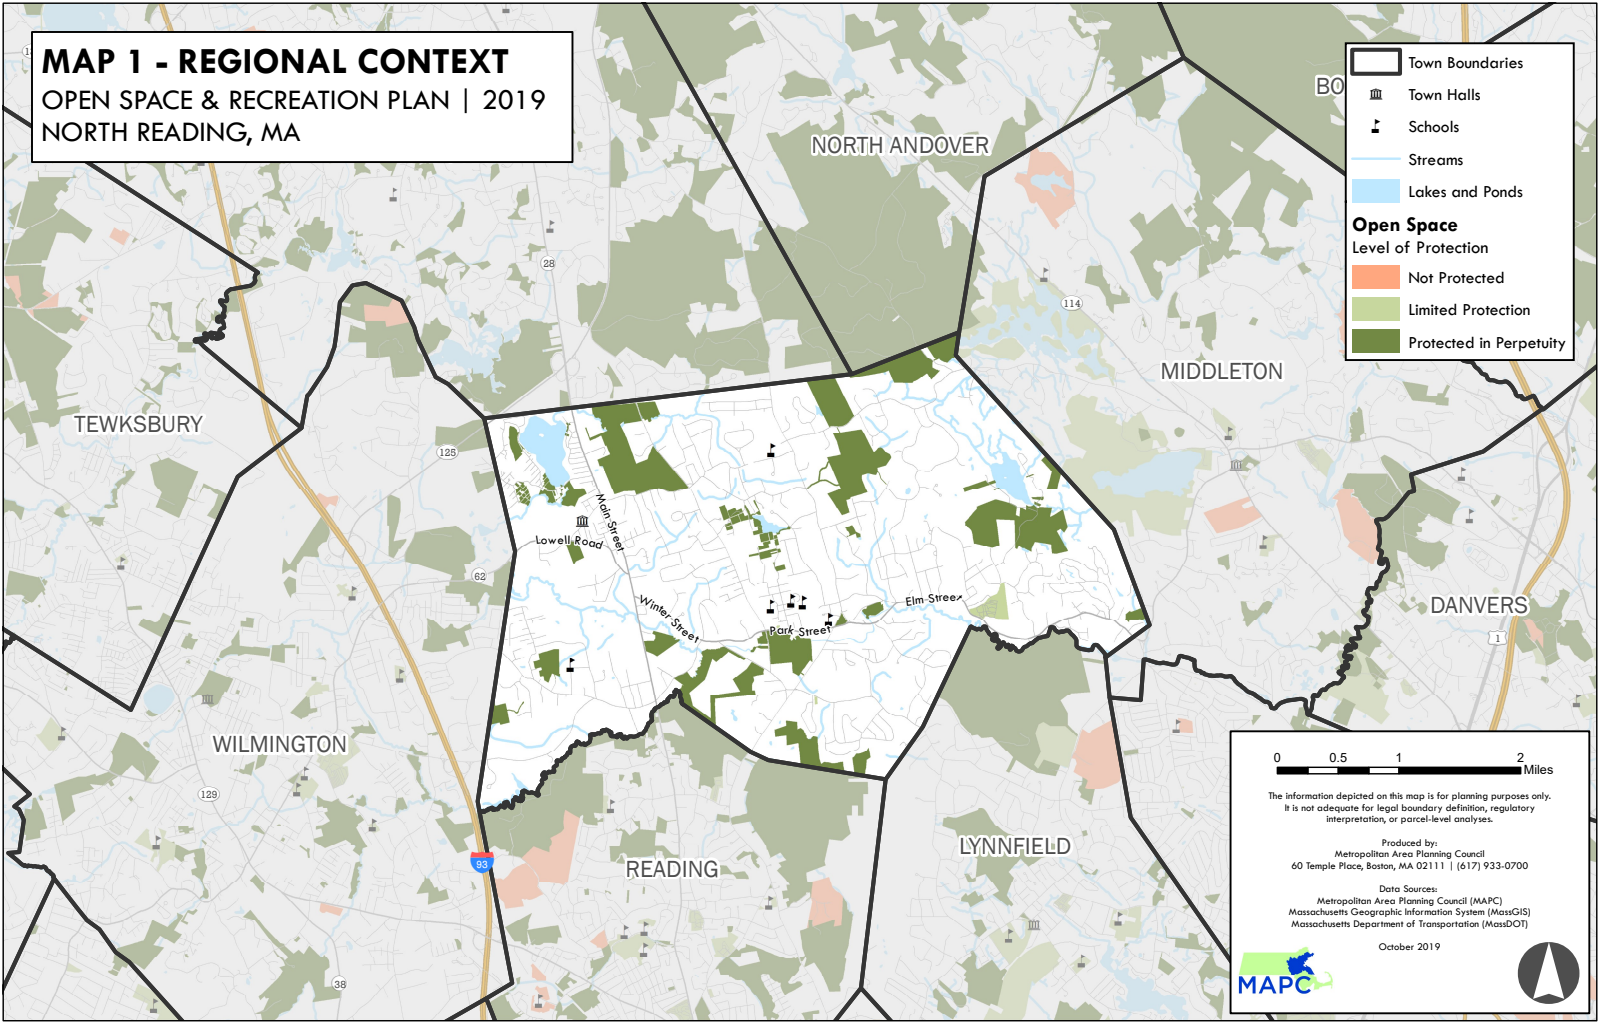 MAP 1 - REGIONAL CONTEXT
OPEN SPACE & RECREATION PLAN | 2019
NORTH READING, MA
Town Boundaries
Town Halls
Schools
Streams
Lakes and Ponds
Open Space
Level of Protection
Not Protected
Limited Protection
Protected in Perpetuity
BO
NORTH ANDOVER
28
114
MIDDLETON
TEWKSBURY
125
Main Street
Lowell Road
62
Winter Street
Park Street
Elm Stree
DANVERS
1
WILMINGTON
129
93
READING
LYNNFIELD
38
0 0.5 1 2
Miles
The information depicted on this map is for planning purposes only.
It is not adequate for legal boundary definition, regulatory
interpretation, or parcel-level analyses.
Produced by:
Metropolitan Area Planning Council
60 Temple Place, Boston, MA 02111 | (617) 933-0700
Data Sources:
Metropolitan Area Planning Council (MAPC)
Massachusetts Geographic Information System (MassGIS)
Massachusetts Department of Transportation (MassDOT)
October 2019
MAPC